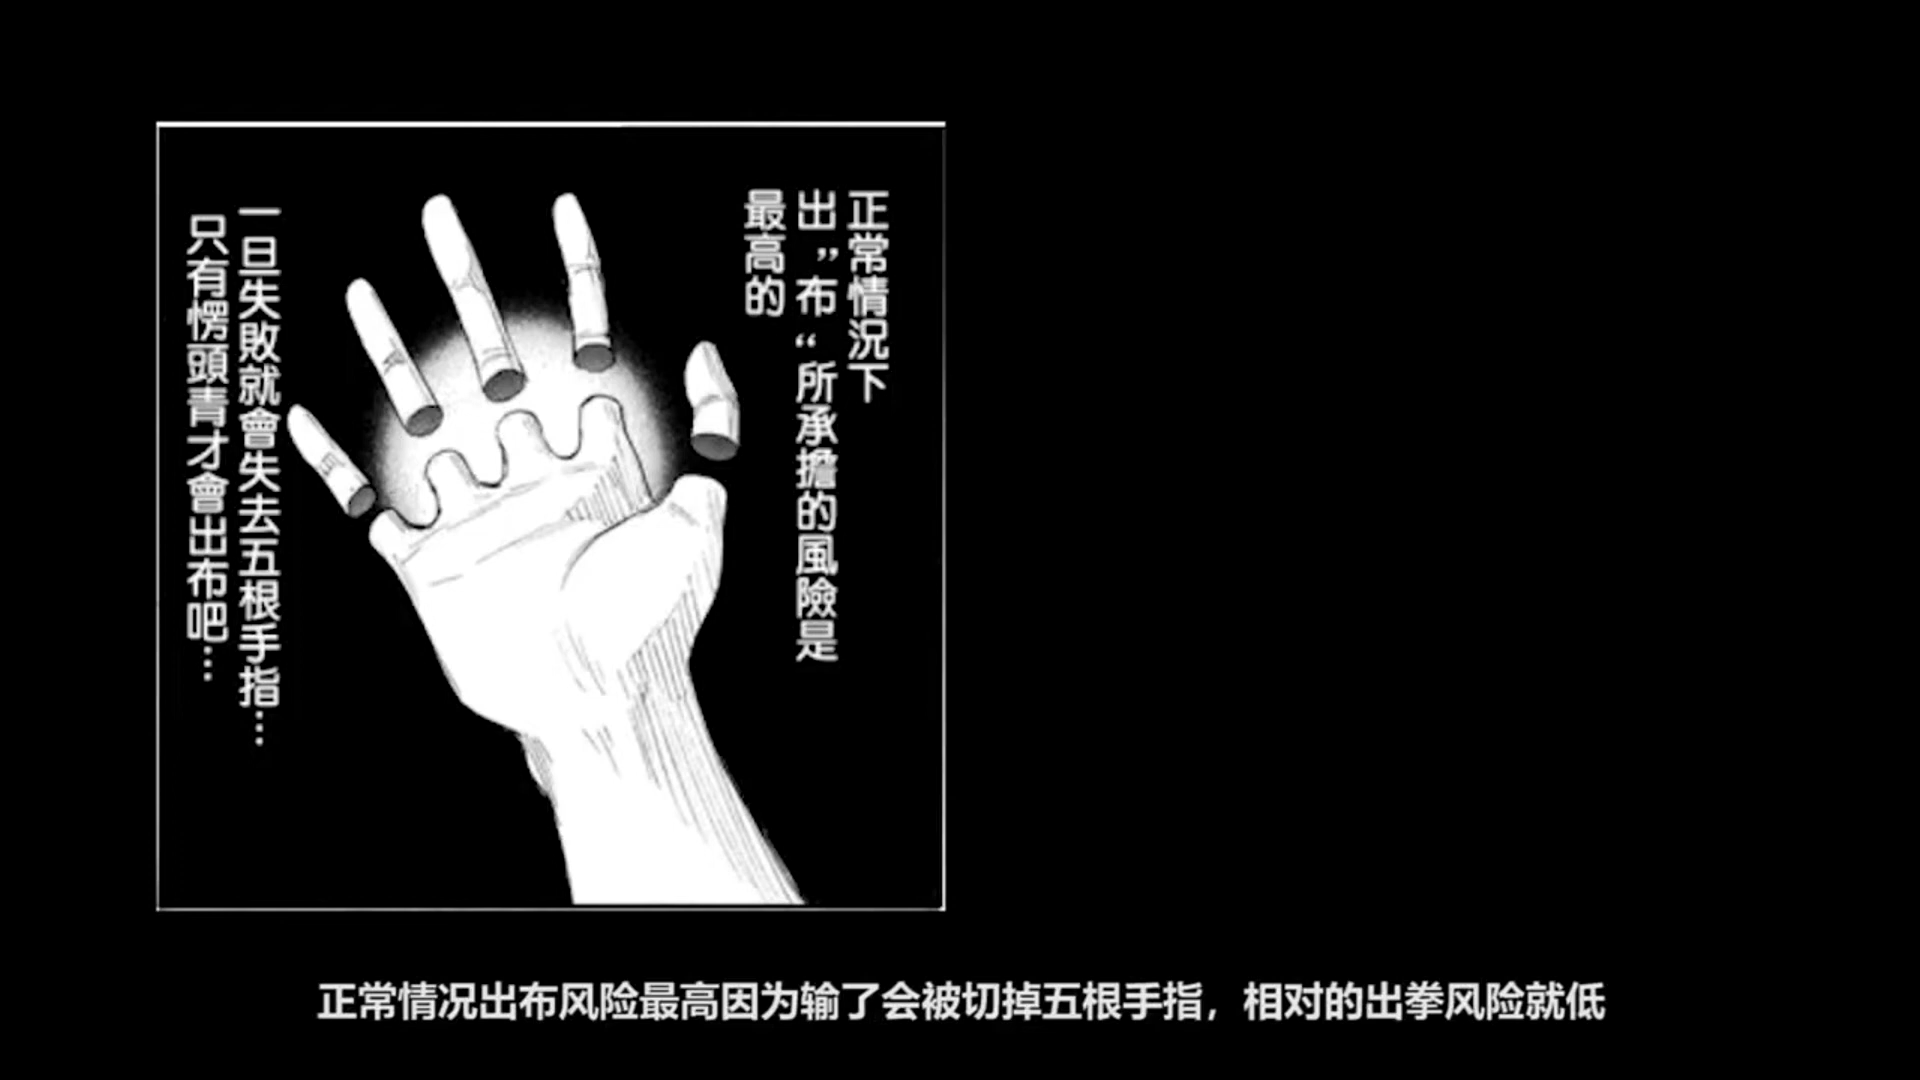 正常情況下
出”布“所承擔的風險是
最高的
一旦失敗就會失去五根手指…
只有愣頭青才會出布吧…
正常情况出布风险最高因为输了会被切掉五根手指，相对的出拳风险就低